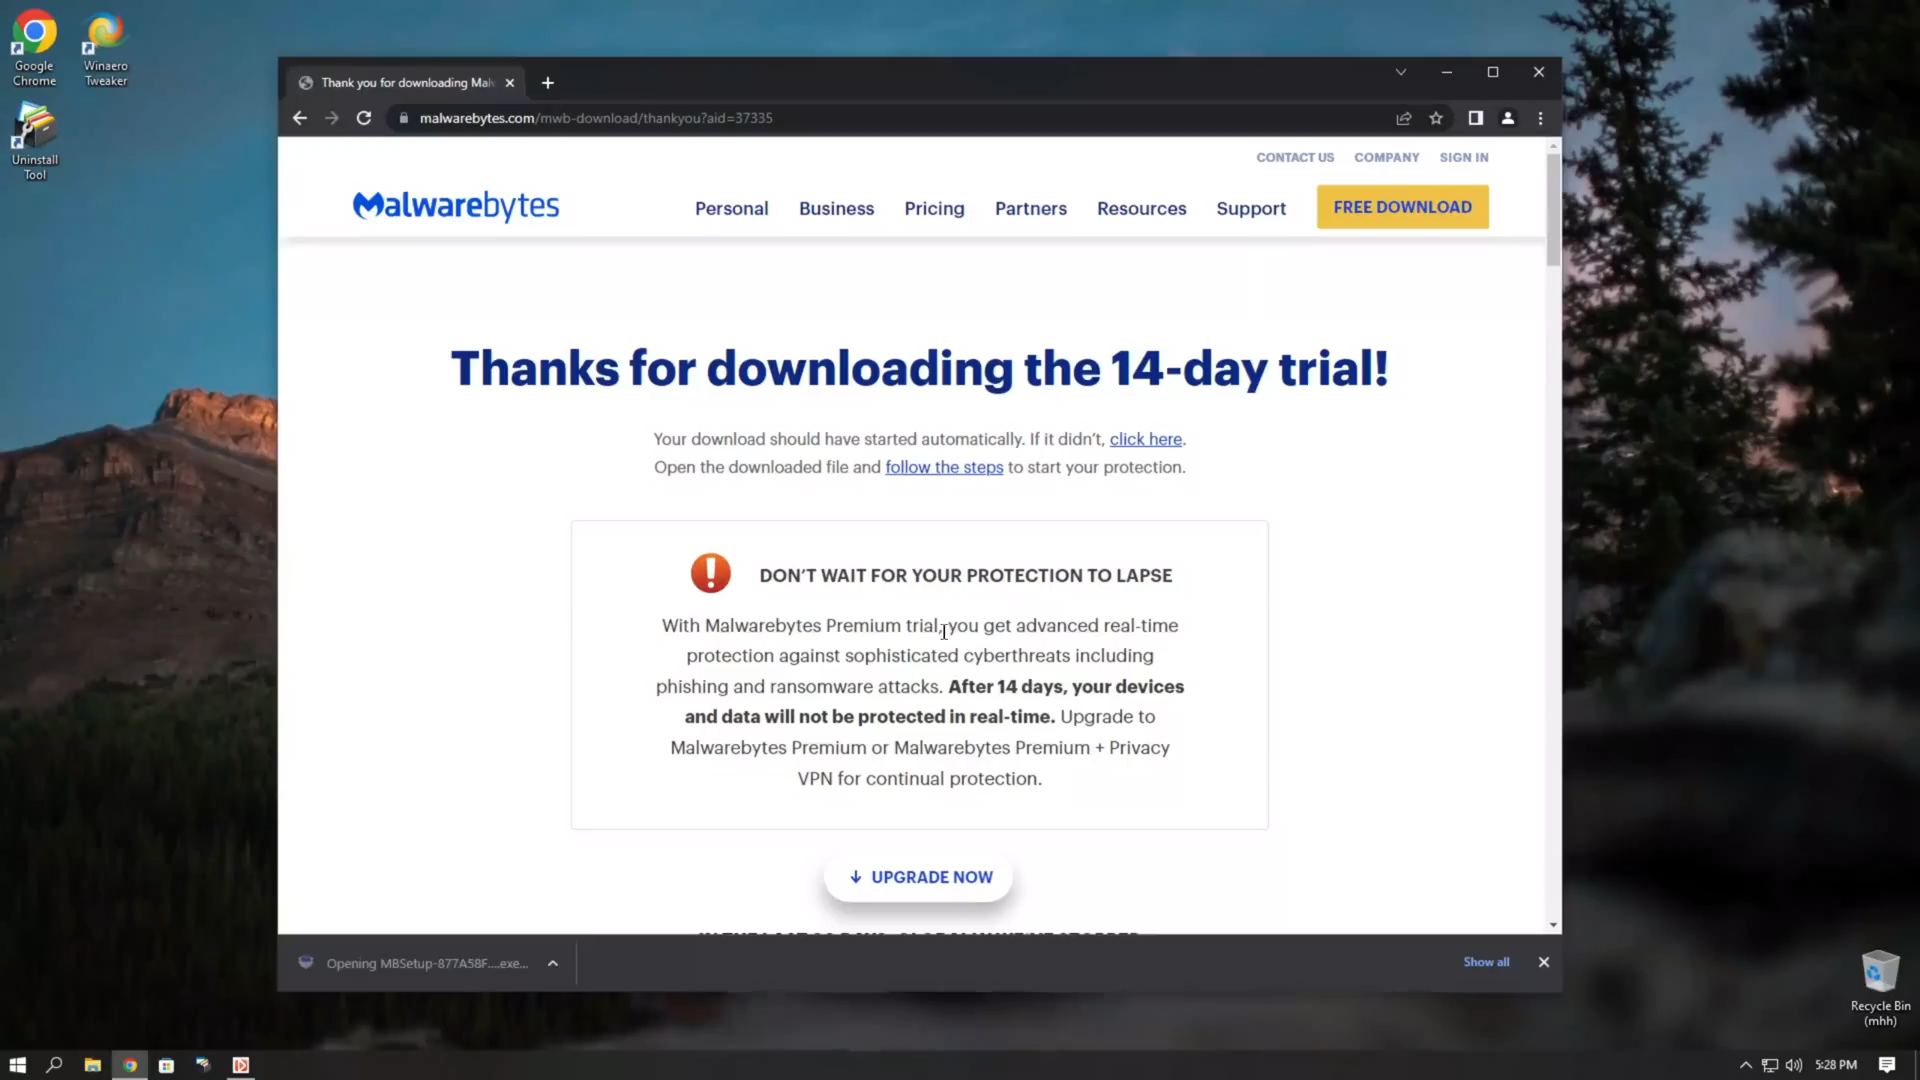 Google
Chrome
Winaero
Tweaker
Uninstall
Tool
Thank you for downloading Mal
malwarebytes.com/mwb-download/thankyou?aid=37335
CONTACT US COMPANY SIGN IN
Malwarebytes
Personal Business Pricing Partners Resources Support FREE DOWNLOAD
Thanks for downloading the 14-day trial!
Your download should have started automatically. If it didn't, click here.
Open the downloaded file and follow the steps to start your protection.
DON'T WAIT FOR YOUR PROTECTION TO LAPSE
With Malwarebytes Premium trial, you get advanced real-time
protection against sophisticated cyberthreats including
phishing and ransomware attacks. After 14 days, your devices
and data will not be protected in real-time. Upgrade to
Malwarebytes Premium or Malwarebytes Premium + Privacy
VPN for continual protection.
UPGRADE NOW
Opening MBSetup-877A58F....exe...
Show all
Recycle Bin
(mhh)
5:28 PM